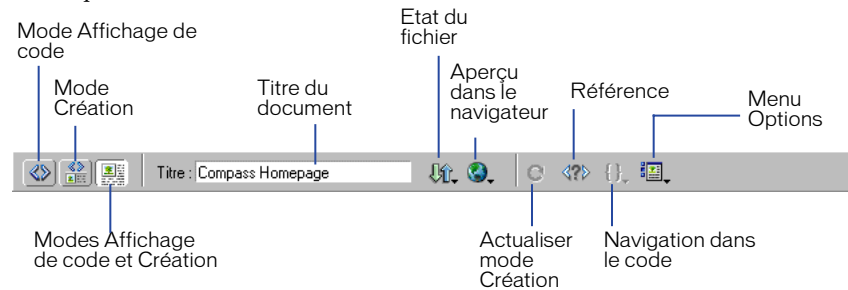 Mode Affichage de
code
Mode
Création
Titre du
document
Etat du
fichier
Aperçu
dans le
navigateur
Référence
Menu
Options
Titre : Compass Homepage
Modes Affichage
de code et Création
Actualiser
mode
Création
Navigation dans
le code